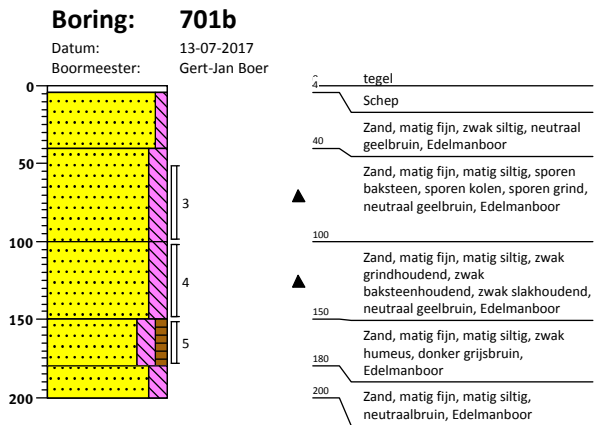 Boring: 701b
Datum: 13-07-2017
Boormeester: Gert-Jan Boer
0
50
100
150
200
3
4
5
tegel
4
Schep
Zand, matig fijn, zwak siltig, neutraal
geelbruin, Edelmanboor
40
Zand, matig fijn, matig siltig, sporen
baksteen, sporen kolen, sporen grind,
neutraal geelbruin, Edelmanboor
100
Zand, matig fijn, matig siltig, zwak
grindhoudend, zwak
baksteenhoudend, zwak slakhoudend,
neutraal geelbruin, Edelmanboor
150
Zand, matig fijn, matig siltig, zwak
humeus, donker grijsbruin,
Edelmanboor
180
Zand, matig fijn, matig siltig,
neutraalbruin, Edelmanboor
200